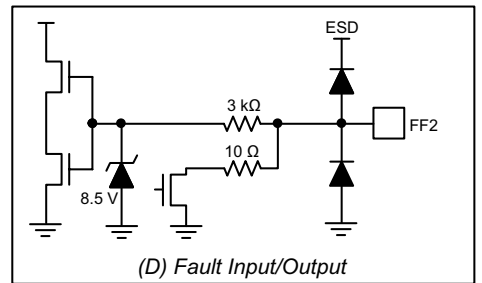 ESD
3 kΩ
FF2
10 Ω
8.5 V
(D) Fault Input/Output